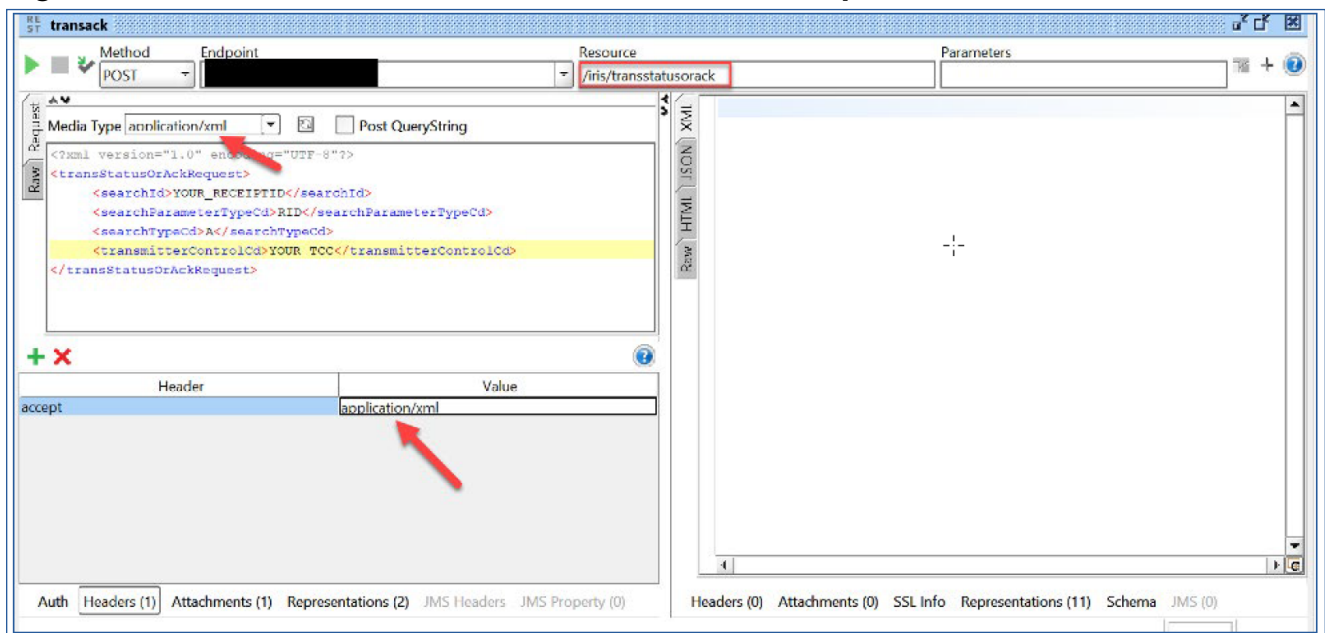 RE
ST transack
Method Endpoint Resource Parameters
POST /iris/transstatusorack
Request
Raw
Media Type application/xml Post QueryString
<?xml version="1.0" encoding="UTF-8"?>
<transStatusOrAckRequest>
<searchId>YOUR_RECEIPTID</searchId>
<searchParameterTypeCd>RID</searchParameterTypeCd>
<searchTypeCd>A</searchTypeCd>
<transmitterControlCd>YOUR TCC</transmitterControlCd>
</transStatusOrAckRequest>
Header Value
accept application/xml
Auth Headers (1) Attachments (1) Representations (2) JMS Headers JMS Property (0)
XML
JSON
HTML
Raw
Headers (0) Attachments (0) SSL Info Representations (11) Schema JMS (0)